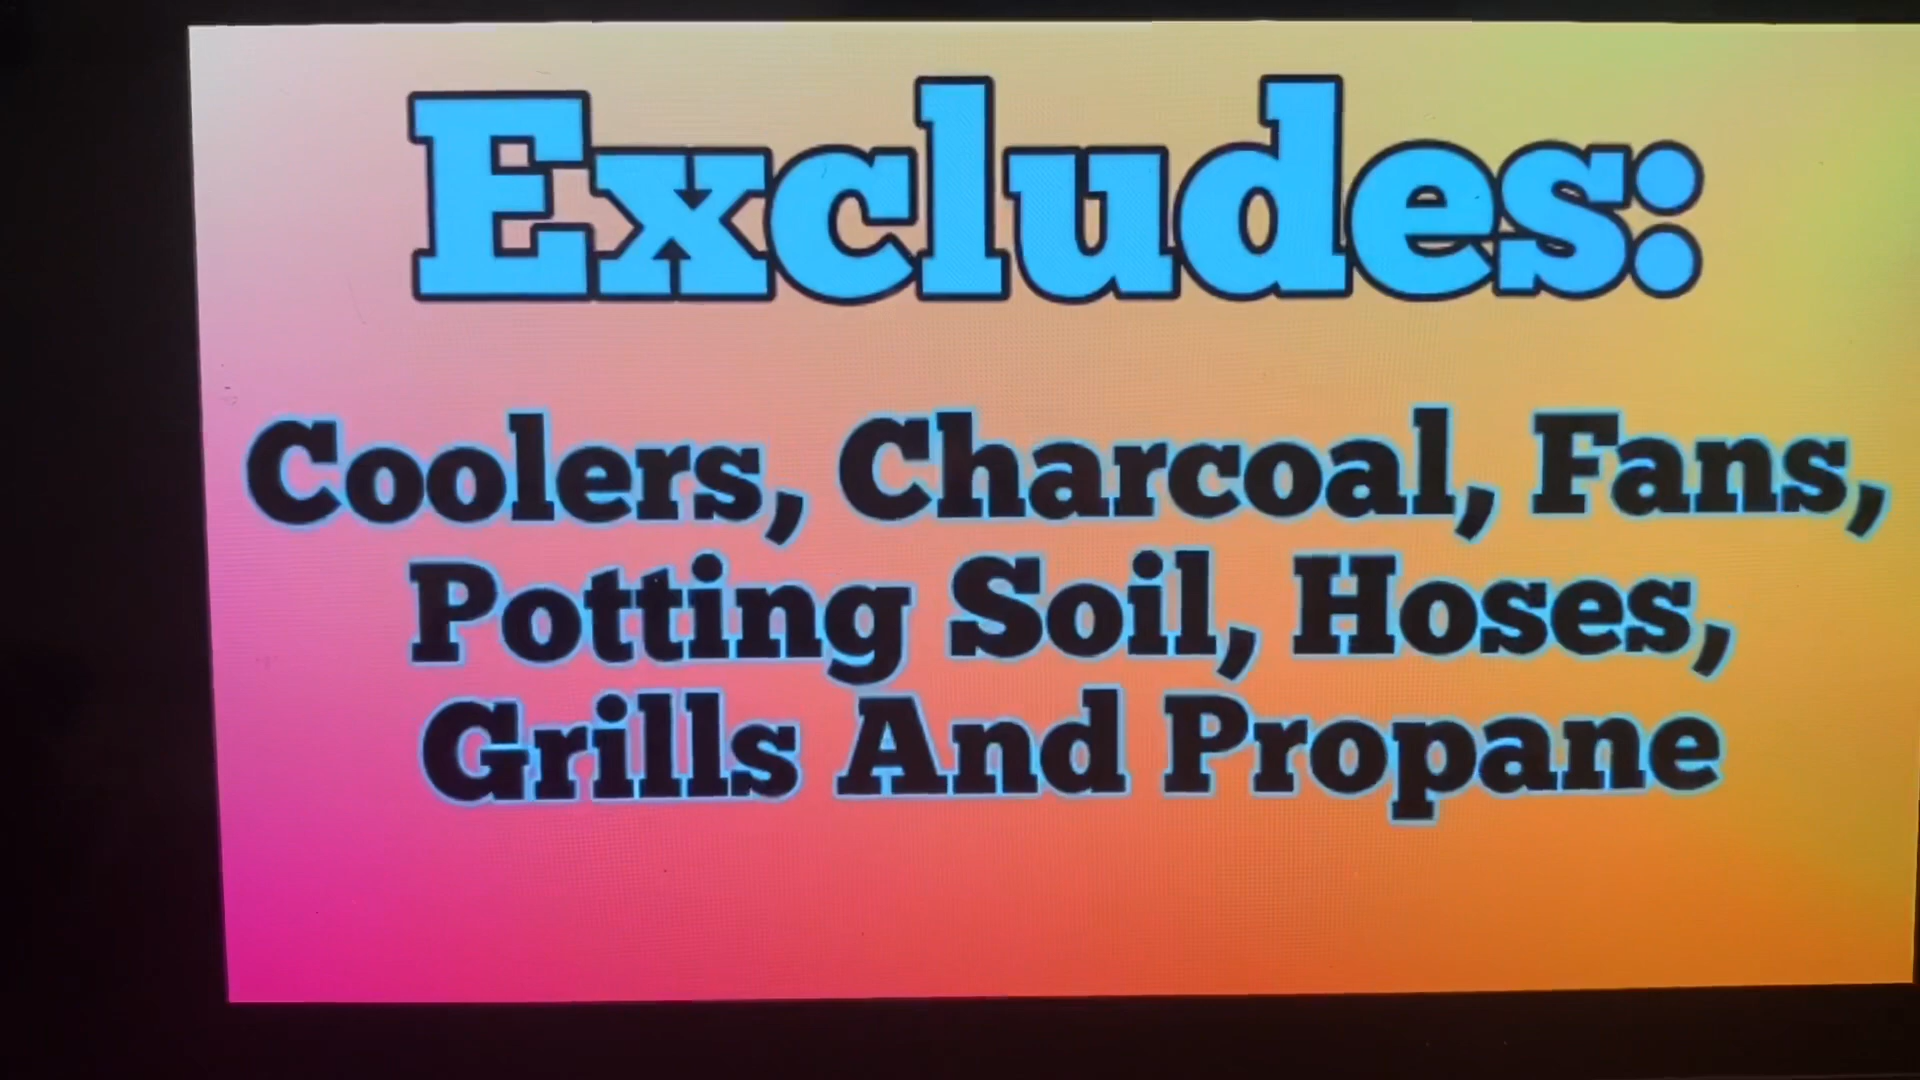 Excludes:
Coolers, Charcoal, Fans,
Potting Soil, Hoses,
Grills And Propane